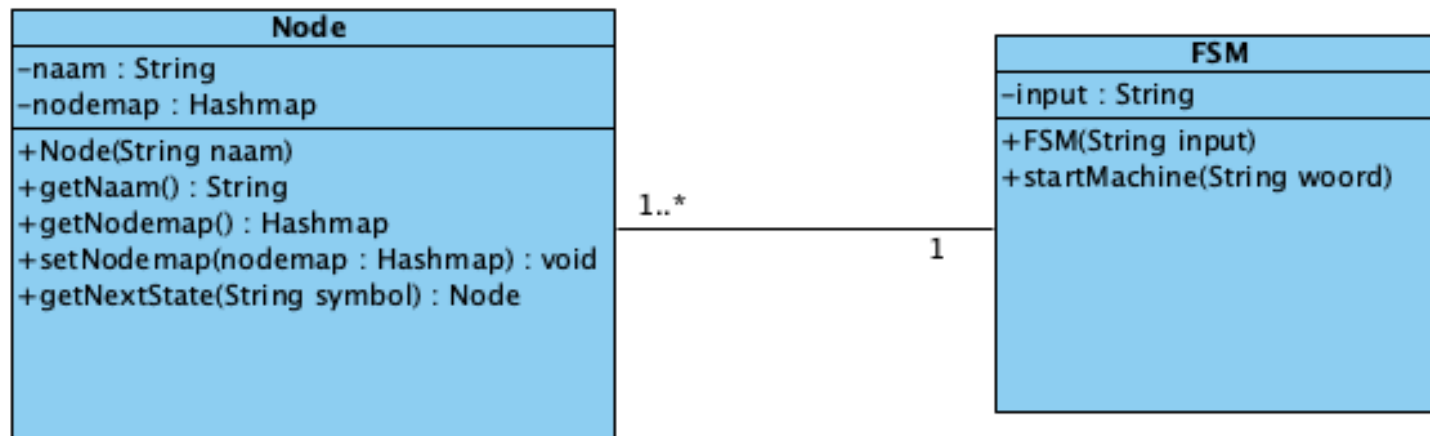 Node
-naam : String
-nodemap : Hashmap
+Node(String naam)
+getNaam() : String
+getNodemap() : Hashmap
+setNodemap(nodemap : Hashmap) : void
+getNextState(String symbol) : Node
1..*
1
FSM
-input : String
+FSM(String input)
+startMachine(String woord)